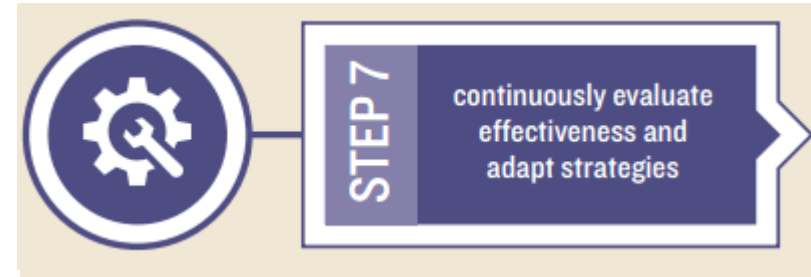 STEP 7
continuously evaluate
effectiveness and
adapt strategies